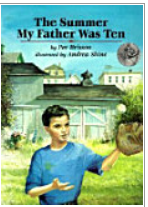 The Summer
My Father Was Ten
by Pat Brisson
illustrated by Andrea Shine